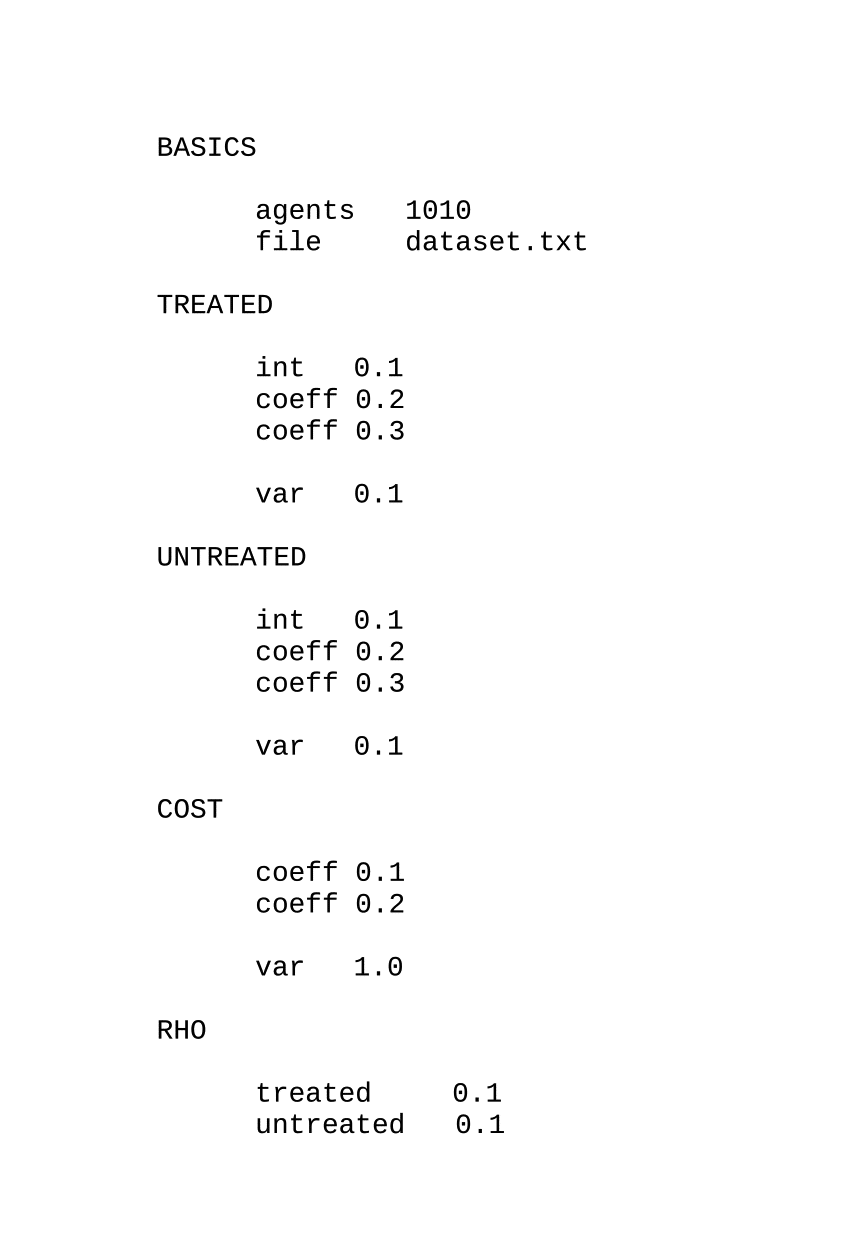 BASICS
agents 1010
file dataset.txt
TREATED
int 0.1
coeff 0.2
coeff 0.3
var 0.1
UNTREATED
int 0.1
coeff 0.2
coeff 0.3
var 0.1
COST
coeff 0.1
coeff 0.2
var 1.0
RHO
treated 0.1
untreated 0.1